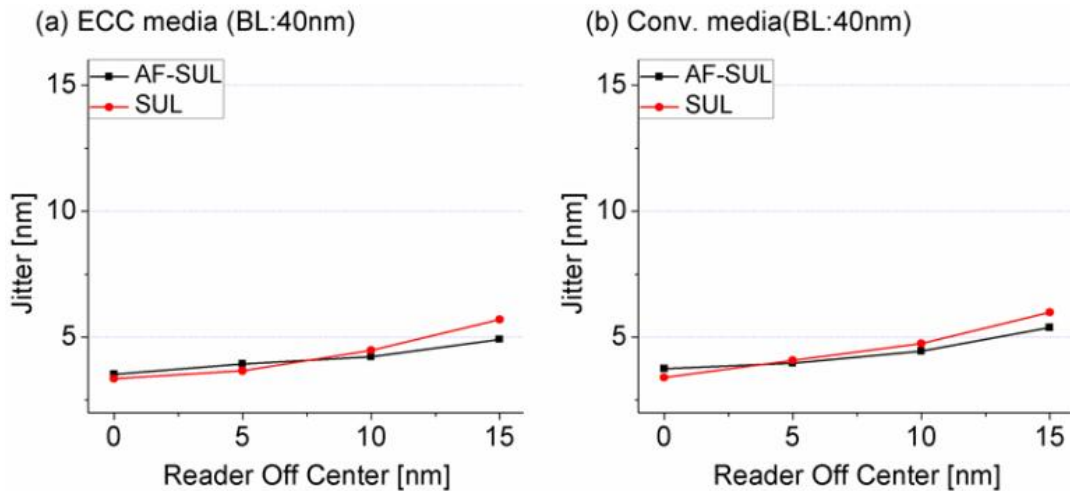 (a) ECC media (BL:40nm)
AF-SUL
SUL
15
10
5
Jitter [nm]
0 5 10 15
Reader Off Center [nm]
(b) Conv. media(BL:40nm)
AF-SUL
SUL
15
10
5
Jitter [nm]
0 5 10 15
Reader Off Center [nm]